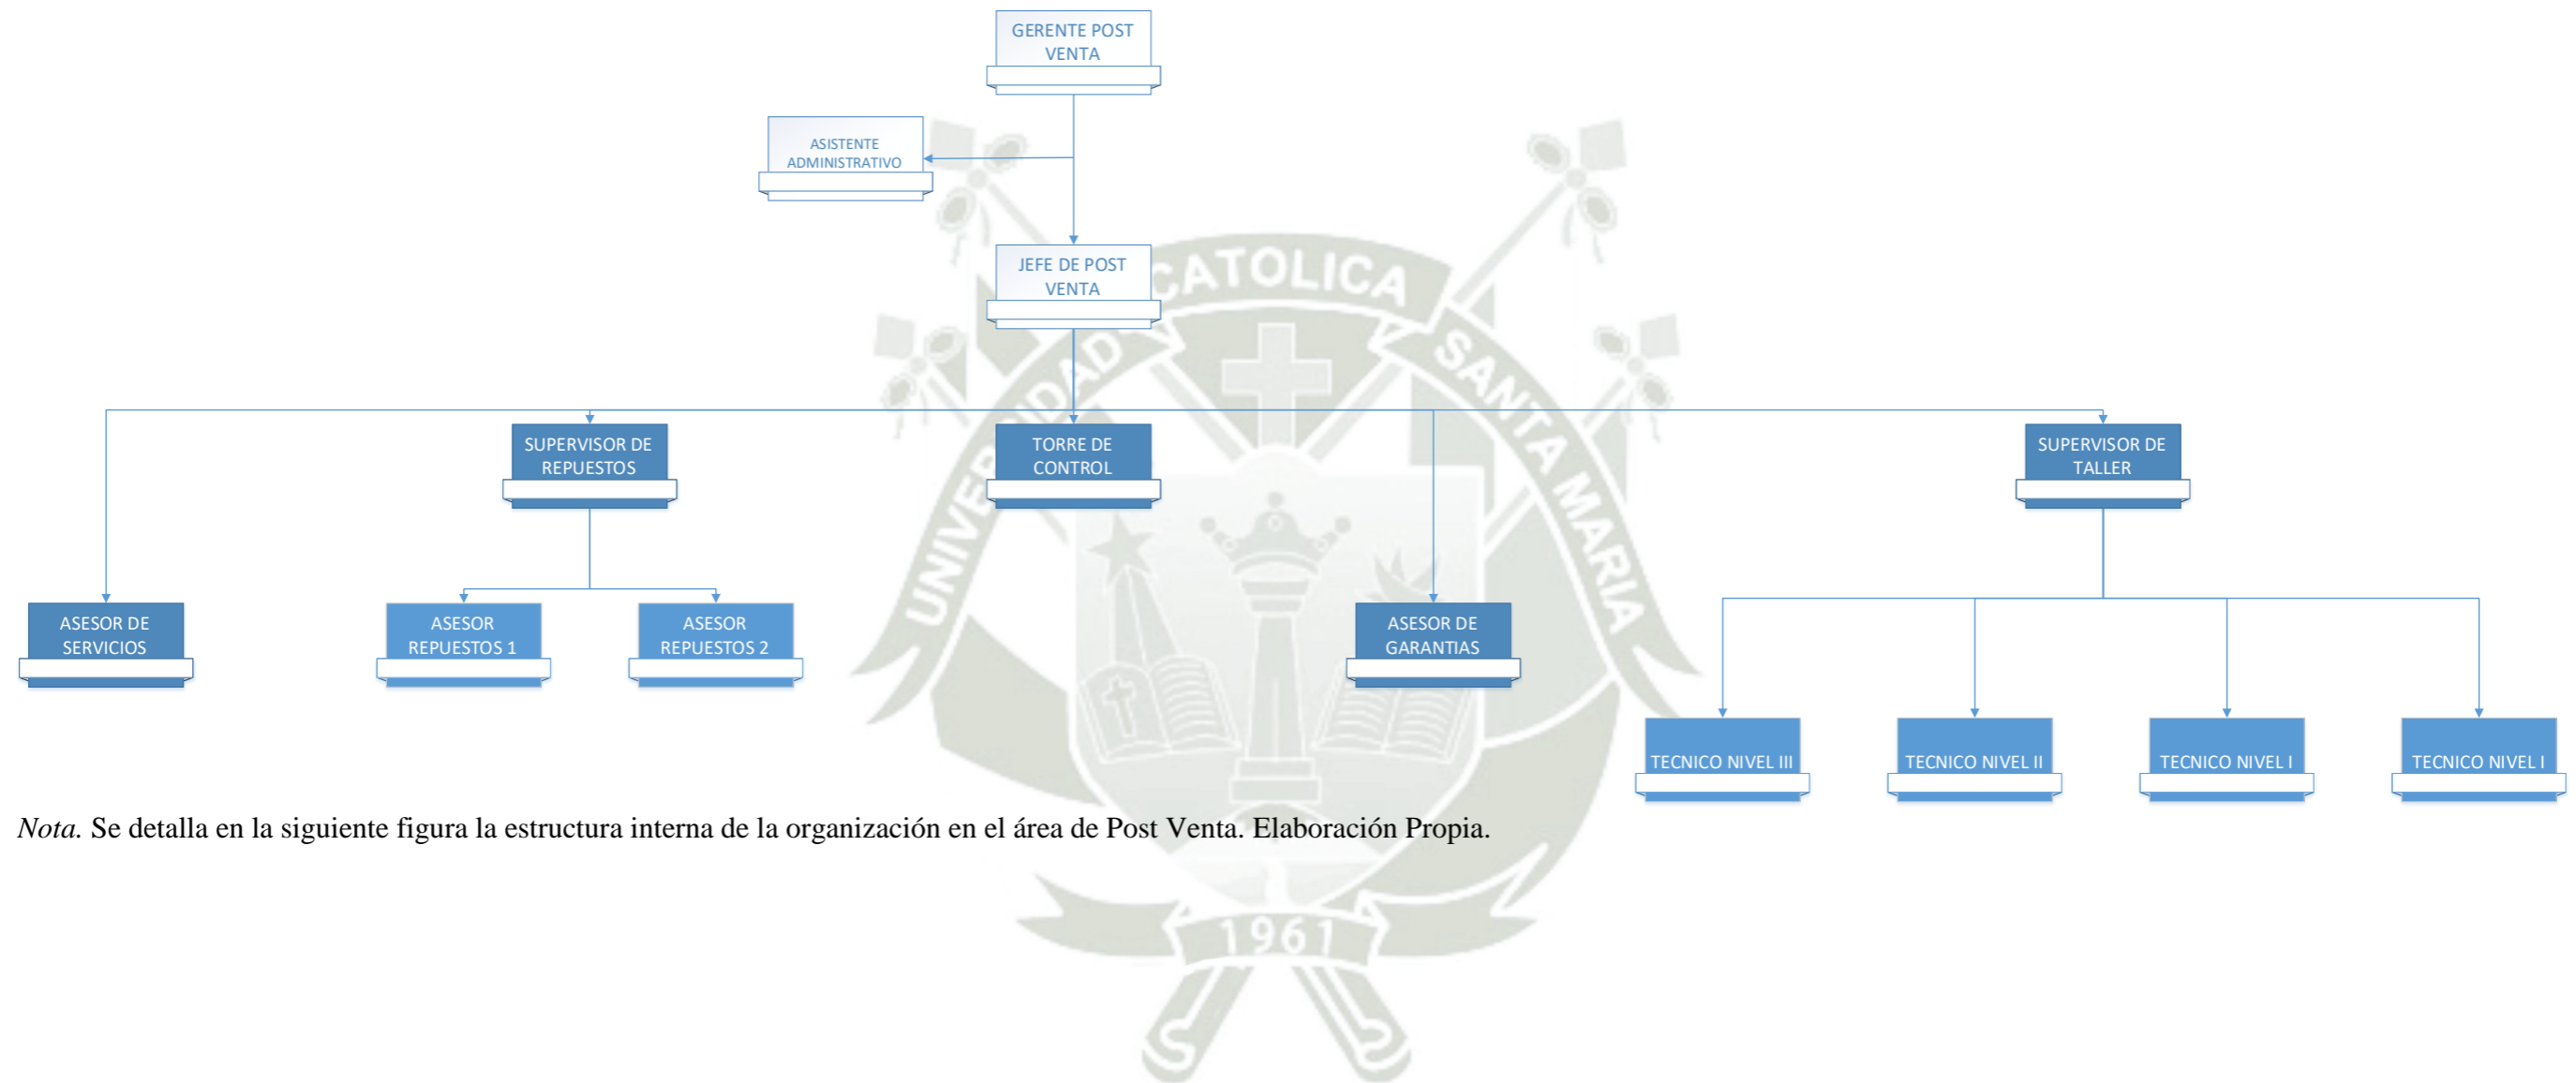 GERENTE POST
VENTA
ASISTENTE
ADMINISTRATIVO
JEFE DE POST
VENTA
SUPERVISOR DE
REPUESTOS
TORRE DE
CONTROL
SUPERVISOR DE
TALLER
ASESOR DE
SERVICIOS
ASESOR
REPUESTOS 1
ASESOR
REPUESTOS 2
ASESOR DE
GARANTIAS
TECNICO NIVEL III
TECNICO NIVEL II
TECNICO NIVEL I
TECNICO NIVEL I
Nota. Se detalla en la siguiente figura la estructura interna de la organización en el área de Post Venta. Elaboración Propia.
UNIVERSIDAD CATOLICA SANTA MARIA
1961